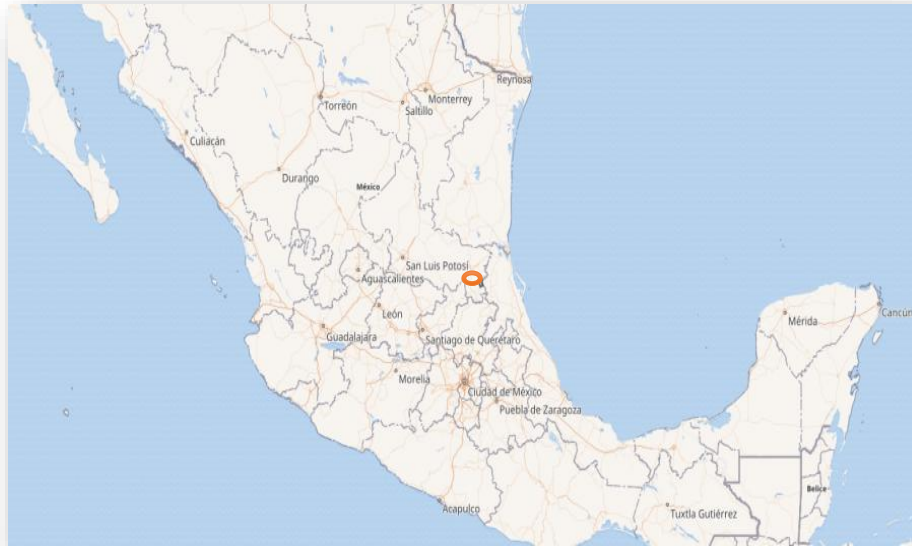 Reynosa
Monterrey
Torreón
Saltillo
Culiacán
Durango
México
San Luis Potosí
Aguascalientes
León
Mérida
Cancún
Guadalajara
Santiago de Querétaro
Morelia
Ciudad de México
Puebla de Zaragoza
Belice
Acapulco
Tuxtla Gutiérrez